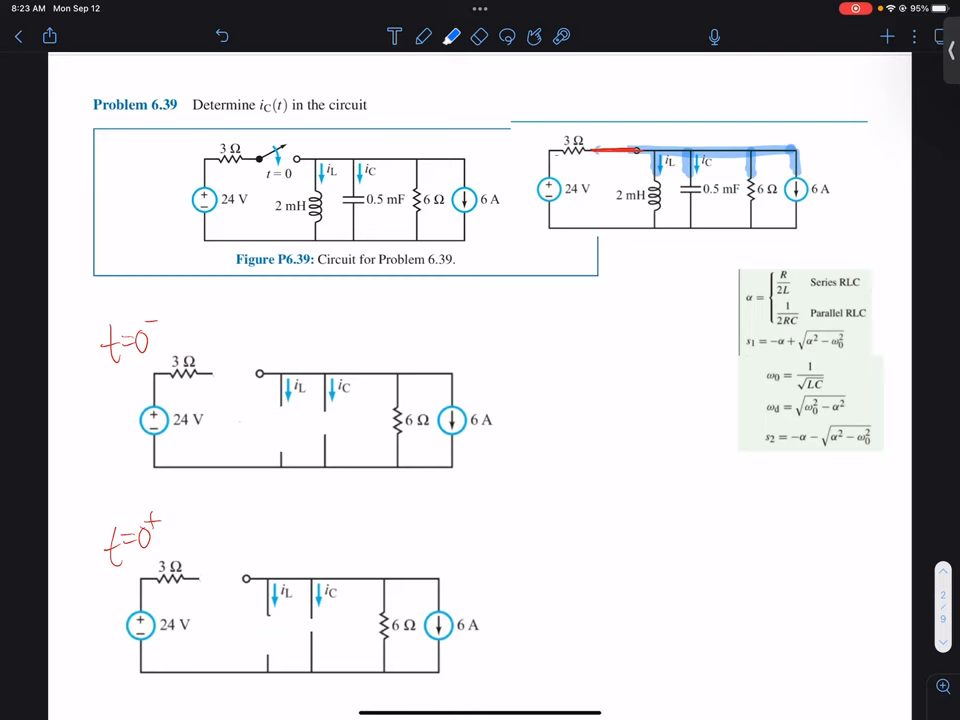 8:23 AM Mon Sep 12
95%
Problem 6.39 Determine iC(t) in the circuit
3 Ω
t = 0
iL
iC
24 V
2 mH
0.5 mF
6 Ω
6 A
Figure P6.39: Circuit for Problem 6.39.
3 Ω
iL
iC
24 V
2 mH
0.5 mF
6 Ω
6 A
α = { R/2L Series RLC
1/2RC Parallel RLC
s1 = −α + √(α² − ω0²)
ω0 = 1/√LC
ωd = √(ω0² − α²)
s2 = −α − √(α² − ω0²)
t=0⁻
3 Ω
iL
iC
24 V
6 Ω
6 A
t=0⁺
3 Ω
iL
iC
24 V
6 Ω
6 A
2
/
9